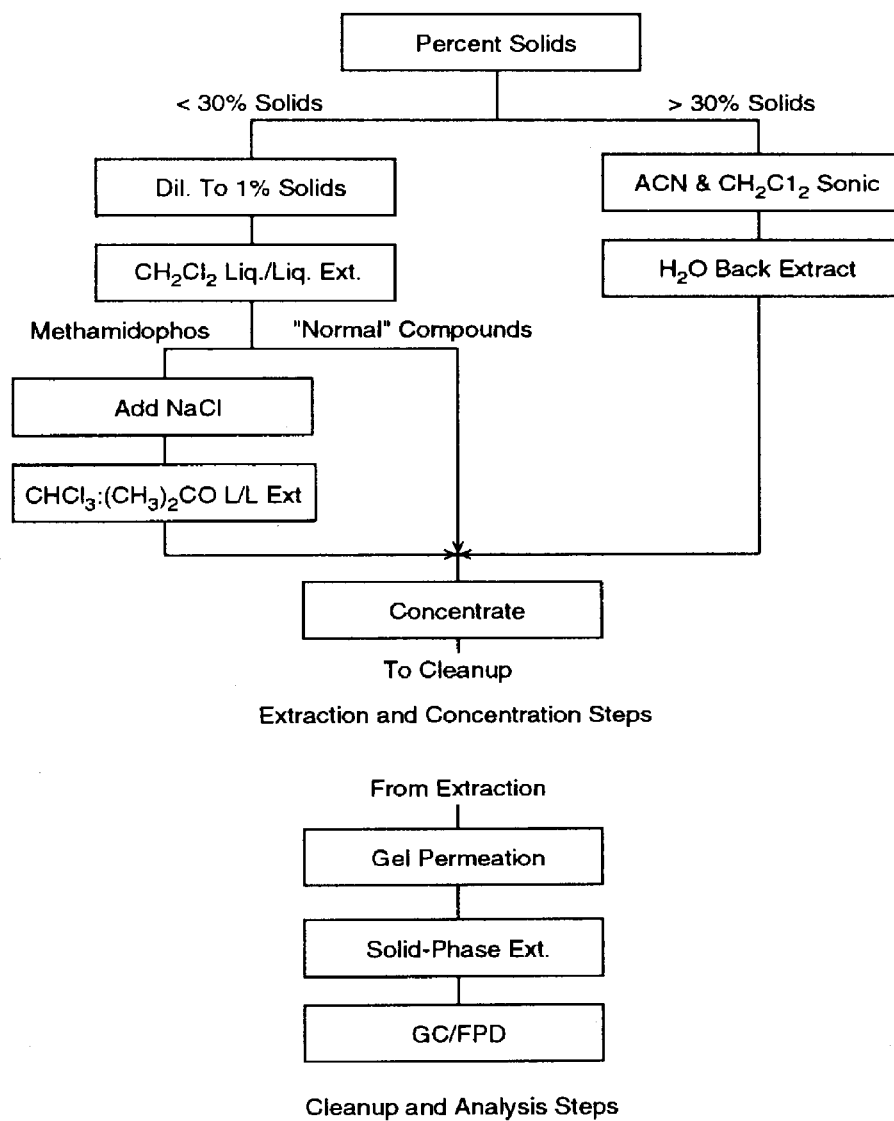 Percent Solids
< 30% Solids
> 30% Solids
Dil. To 1% Solids
ACN & CH₂C1₂ Sonic
CH₂Cl₂ Liq./Liq. Ext.
H₂O Back Extract
Methamidophos
"Normal" Compounds
Add NaCl
CHCl₃:(CH₃)₂CO L/L Ext
Concentrate
To Cleanup
Extraction and Concentration Steps
From Extraction
Gel Permeation
Solid-Phase Ext.
GC/FPD
Cleanup and Analysis Steps